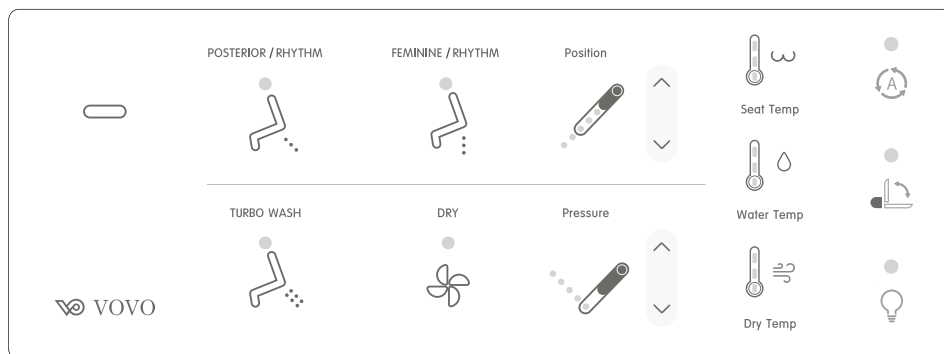 POSTERIOR / RHYTHM
FEMININE / RHYTHM
Position
Seat Temp
A
Water Temp
TURBO WASH
DRY
Pressure
VOVO
Dry Temp